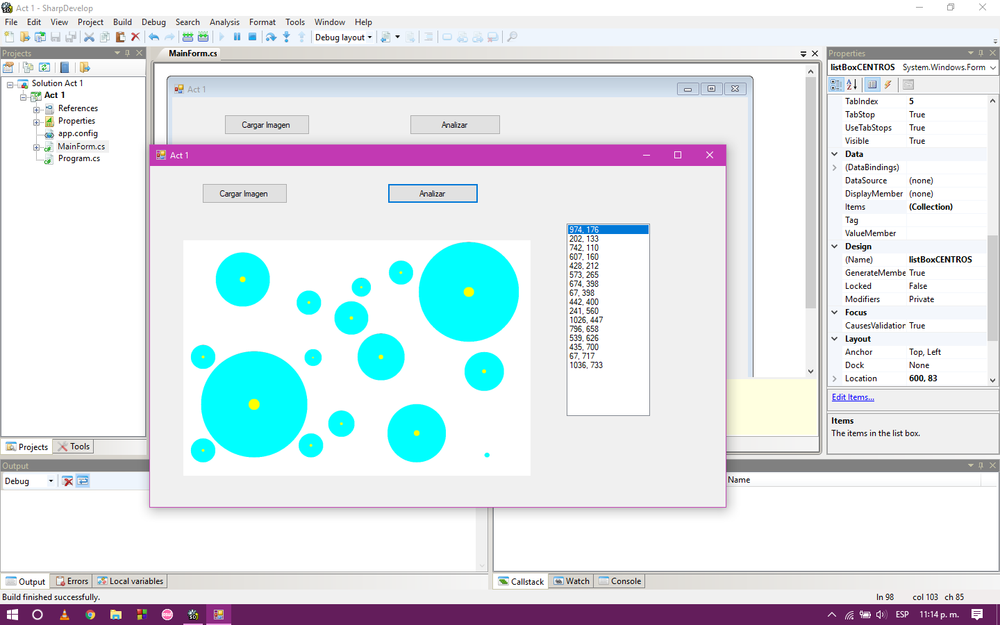 Act 1 - SharpDevelop
File Edit View Project Build Debug Search Analysis Format Tools Window Help
Debug layout
Projects
Solution Act 1
Act 1
References
Properties
app.config
MainForm.cs
Program.cs
Projects Tools
MainForm.cs
Act 1
Cargar Imagen Analizar
Act 1
Cargar Imagen Analizar
974, 176
202, 133
742, 110
607, 160
428, 212
573, 265
674, 398
67, 398
442, 400
241, 560
1026, 447
796, 658
539, 626
435, 700
67, 717
1036, 733
Properties
listBoxCENTROS System.Windows.Form
TabIndex 5
TabStop True
UseTabStops True
Visible True
Data
(DataBindings)
DataSource (none)
DisplayMember (none)
Items (Collection)
Tag
ValueMember
Design
(Name) listBoxCENTROS
GenerateMembe True
Locked False
Modifiers Private
Focus
CausesValidation True
Layout
Anchor Top, Left
Dock None
Location 600, 83
Edit Items...
Items
The items in the list box.
Output
Debug
Name
Output Errors Local variables
Callstack Watch Console
Build finished successfully.
ln 98 col 103 ch 85
osu!
SD
ESP 11:14 p. m.